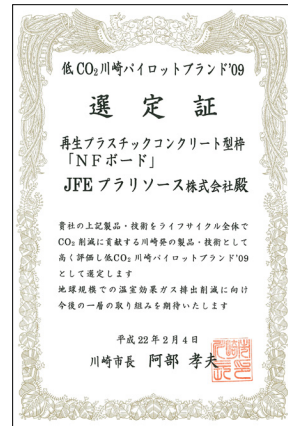 低CO₂川崎パイロットブランド'09
選定証
再生プラスチックコンクリート型枠
「NFボード」
JFEプラリソース株式会社殿
貴社の上記製品・技術をライフサイクル全体で
CO₂削減に貢献する川崎発の製品・技術として
高く評価し低CO₂川崎パイロットブランド'09
として選定します
地球規模での温室効果ガス排出削減に向け
今後の一層の取り組みを期待いたします
平成22年2月4日
川崎市長 阿部 孝夫